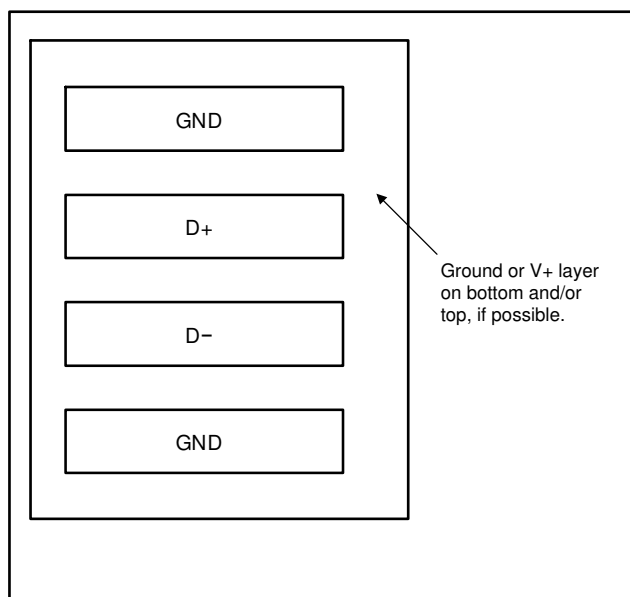 GND
D+
D−
GND
Ground or V+ layer
on bottom and/or
top, if possible.